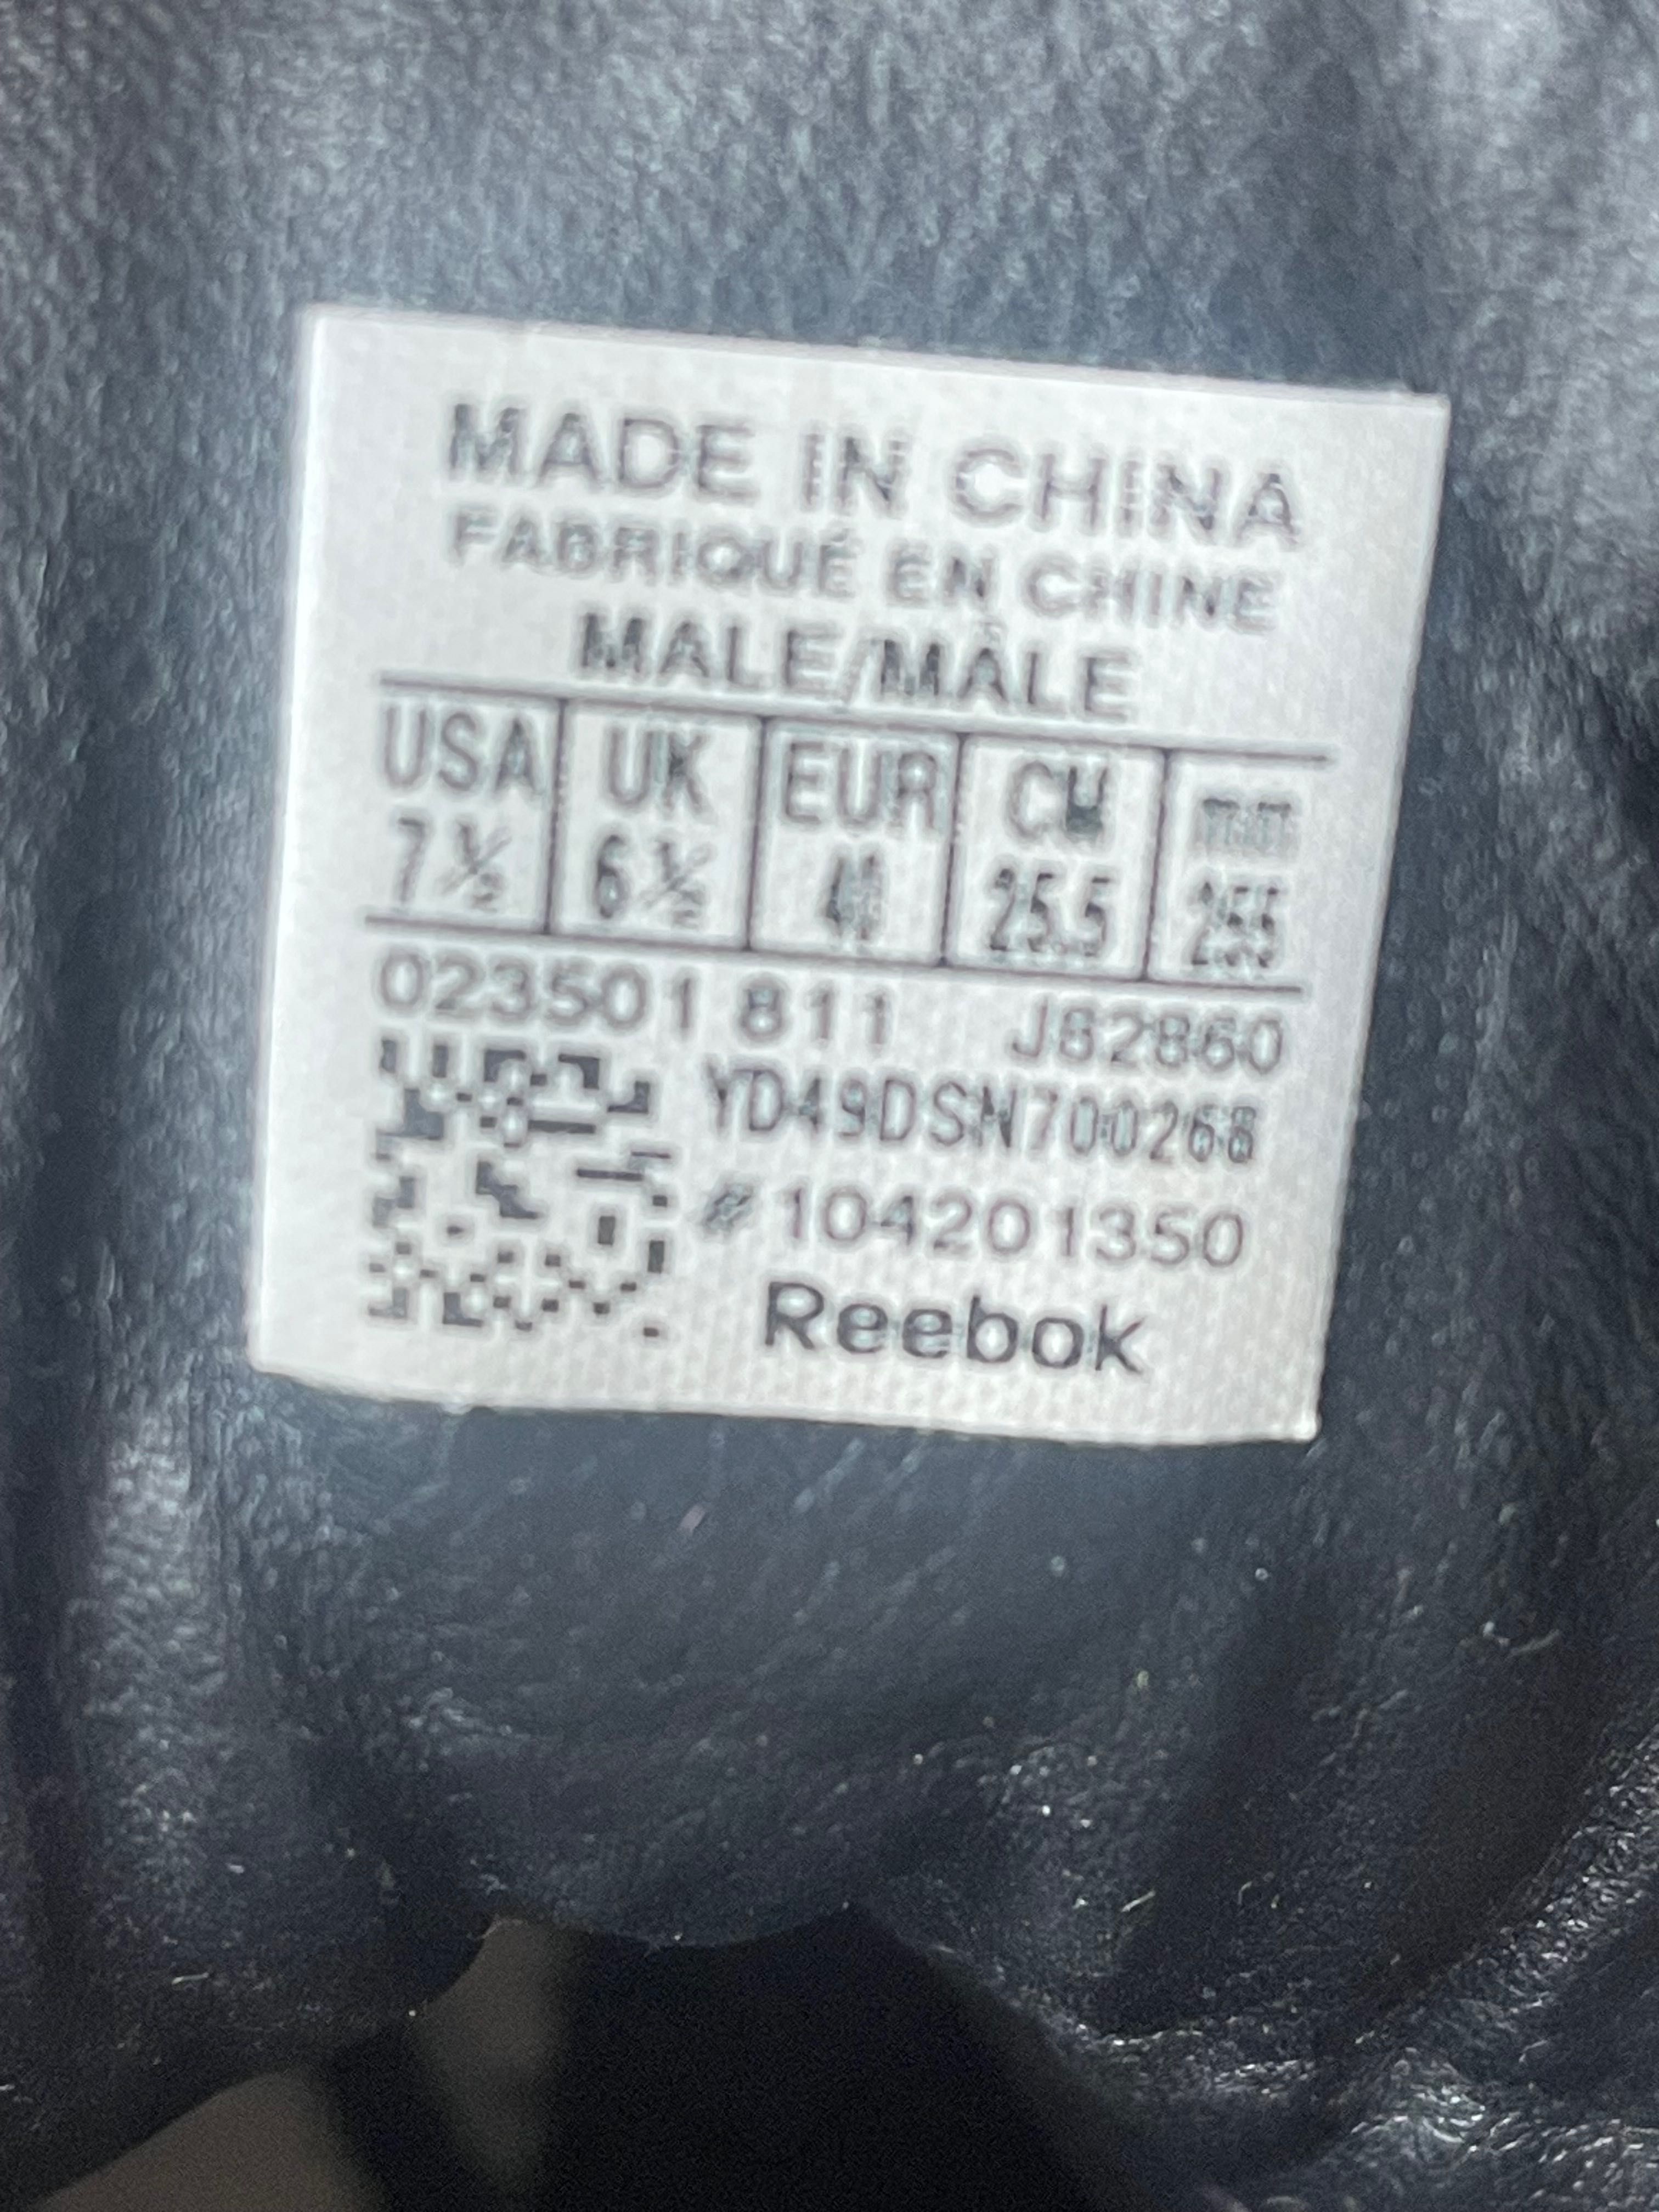 MADE IN CHINA
FABRIQUÉ EN CHINE
MALE/MÂLE
USA UK EUR CM mm
7½ 6½ 40 25.5 255
023501 811 J82860
YD49DSN700268
#104201350
Reebok